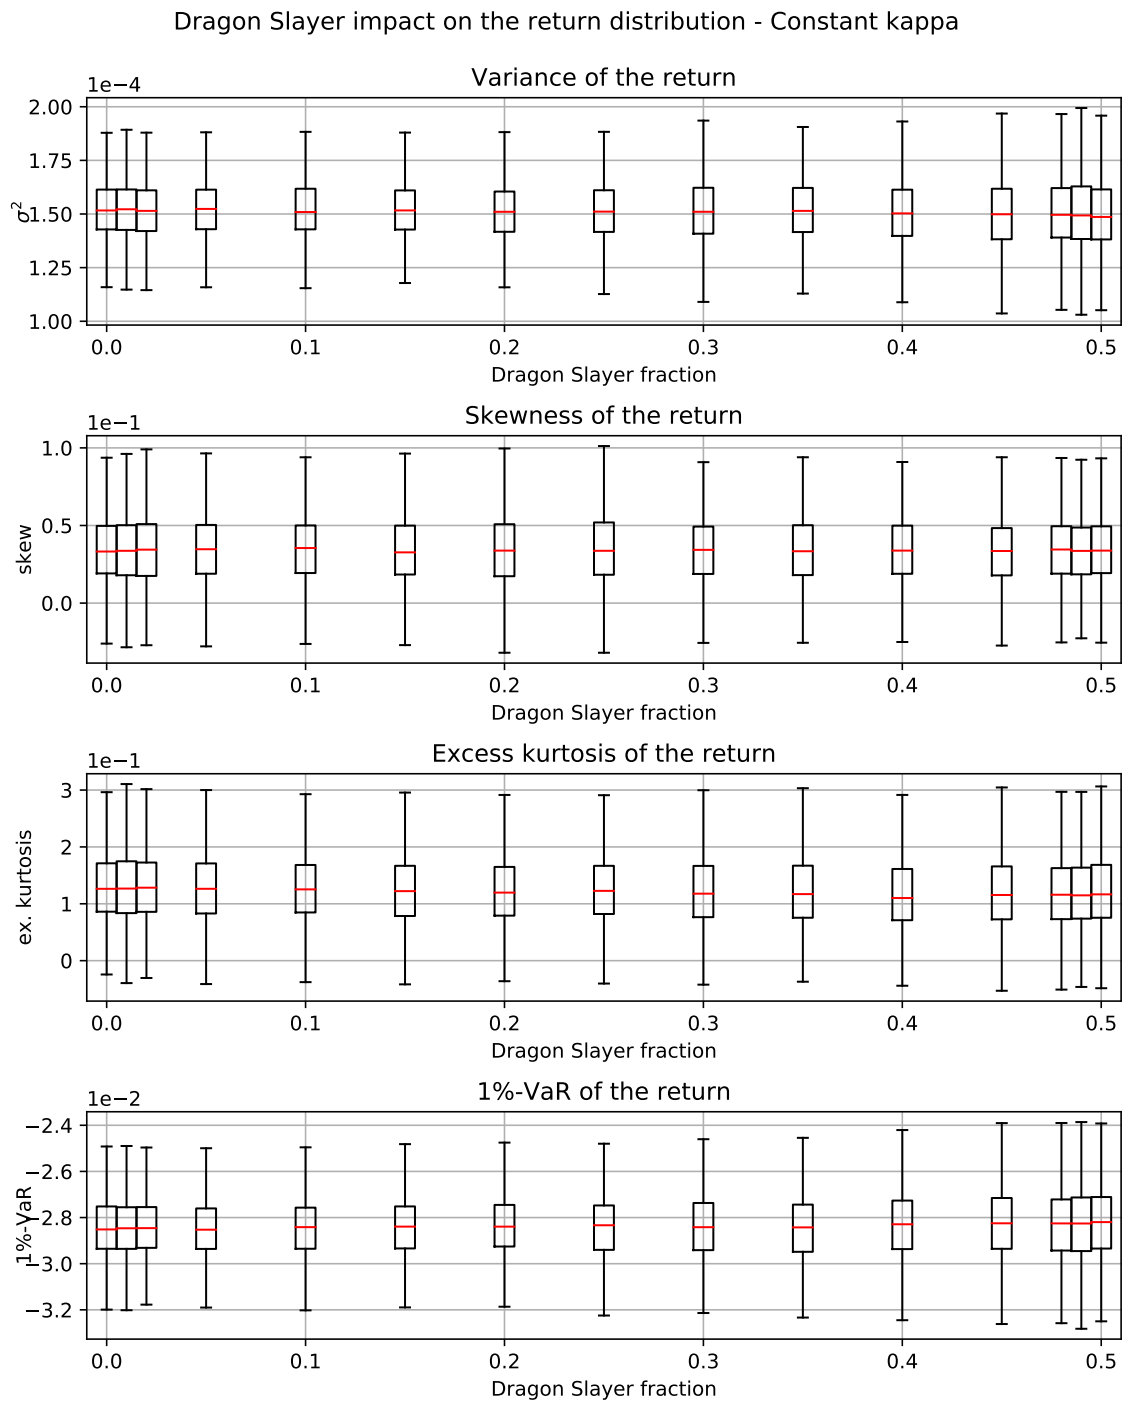 Dragon Slayer impact on the return distribution - Constant kappa
Variance of the return
1e−4
2.00
1.75
1.50
1.25
1.00
σ²
0.0 0.1 0.2 0.3 0.4 0.5
Dragon Slayer fraction
Skewness of the return
1e−1
1.0
0.5
0.0
skew
0.0 0.1 0.2 0.3 0.4 0.5
Dragon Slayer fraction
Excess kurtosis of the return
1e−1
3
2
1
0
ex. kurtosis
0.0 0.1 0.2 0.3 0.4 0.5
Dragon Slayer fraction
1%-VaR of the return
1e−2
−2.4
−2.6
−2.8
−3.0
−3.2
1%-VaR
0.0 0.1 0.2 0.3 0.4 0.5
Dragon Slayer fraction